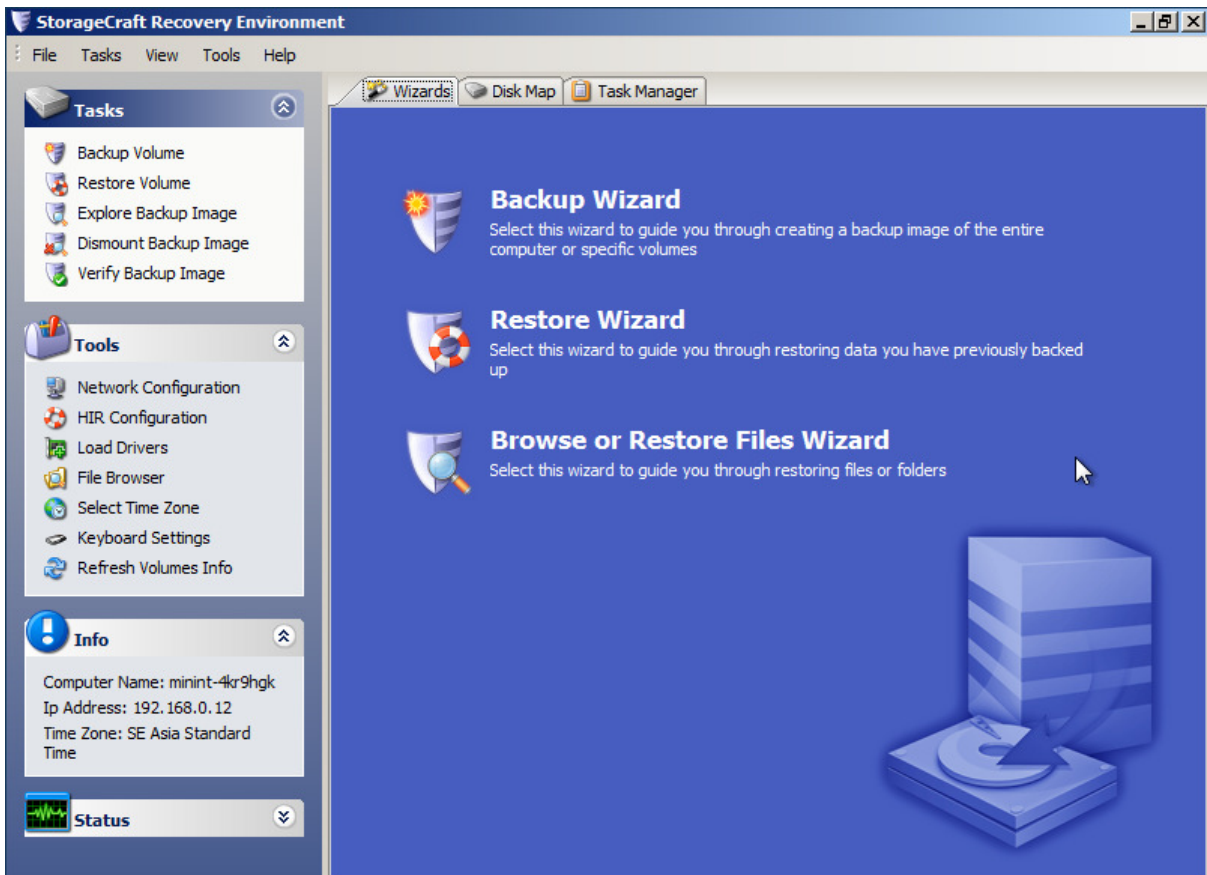 StorageCraft Recovery Environment
File Tasks View Tools Help
Tasks
Backup Volume
Restore Volume
Explore Backup Image
Dismount Backup Image
Verify Backup Image
Tools
Network Configuration
HIR Configuration
Load Drivers
File Browser
Select Time Zone
Keyboard Settings
Refresh Volumes Info
Info
Computer Name: minint-4kr9hgk
Ip Address: 192.168.0.12
Time Zone: SE Asia Standard
Time
Status
Wizards Disk Map Task Manager
Backup Wizard
Select this wizard to guide you through creating a backup image of the entire
computer or specific volumes
Restore Wizard
Select this wizard to guide you through restoring data you have previously backed
up
Browse or Restore Files Wizard
Select this wizard to guide you through restoring files or folders